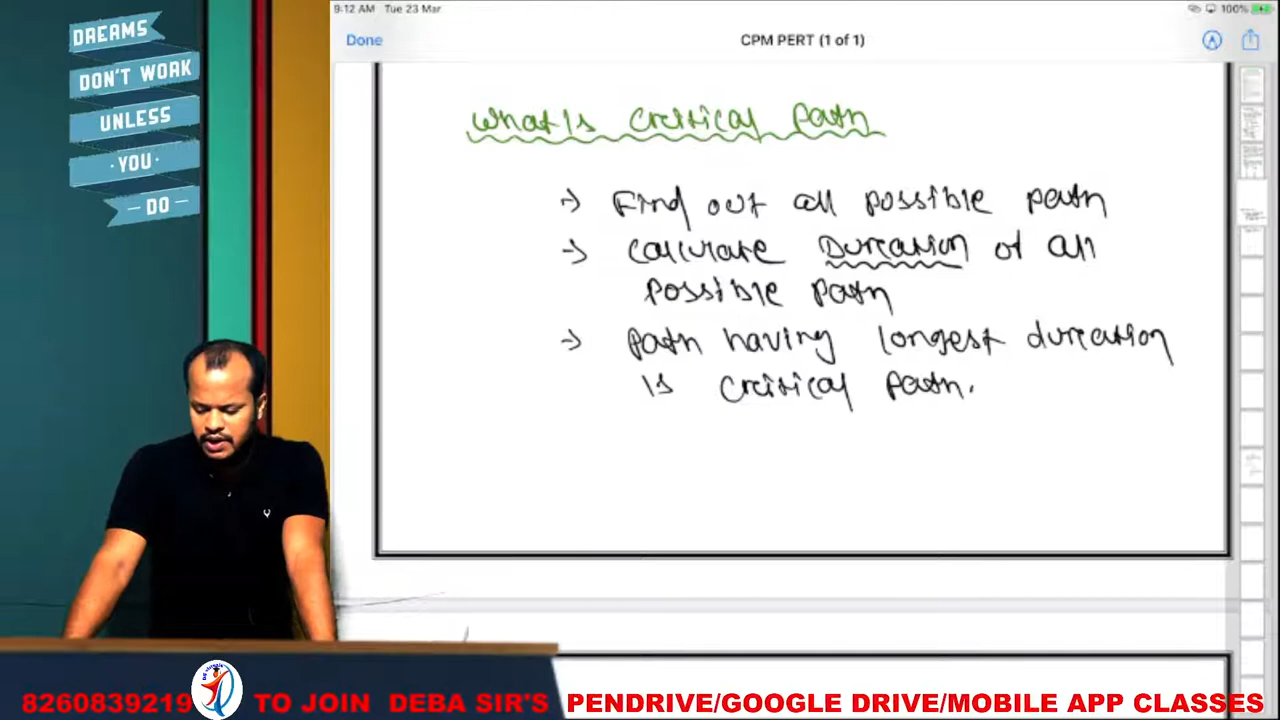 9:12 AM Tue 23 Mar
100%
Done
CPM PERT (1 of 1)
DREAMS
DON'T WORK
UNLESS
·YOU·
— DO —
What Is Critical Path
→ Find out all possible path
→ Calculate Duration of all
possible path
→ Path having longest duration
is critical path.
8260839219 TO JOIN DEBA SIR'S PENDRIVE/GOOGLE DRIVE/MOBILE APP CLASSES